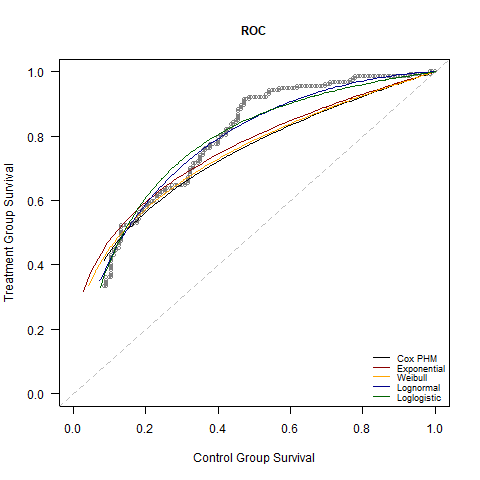 ROC
Treatment Group Survival
1.0
0.8
0.6
0.4
0.2
0.0
Cox PHM
Exponential
Weibull
Lognormal
Loglogistic
0.0 0.2 0.4 0.6 0.8 1.0
Control Group Survival